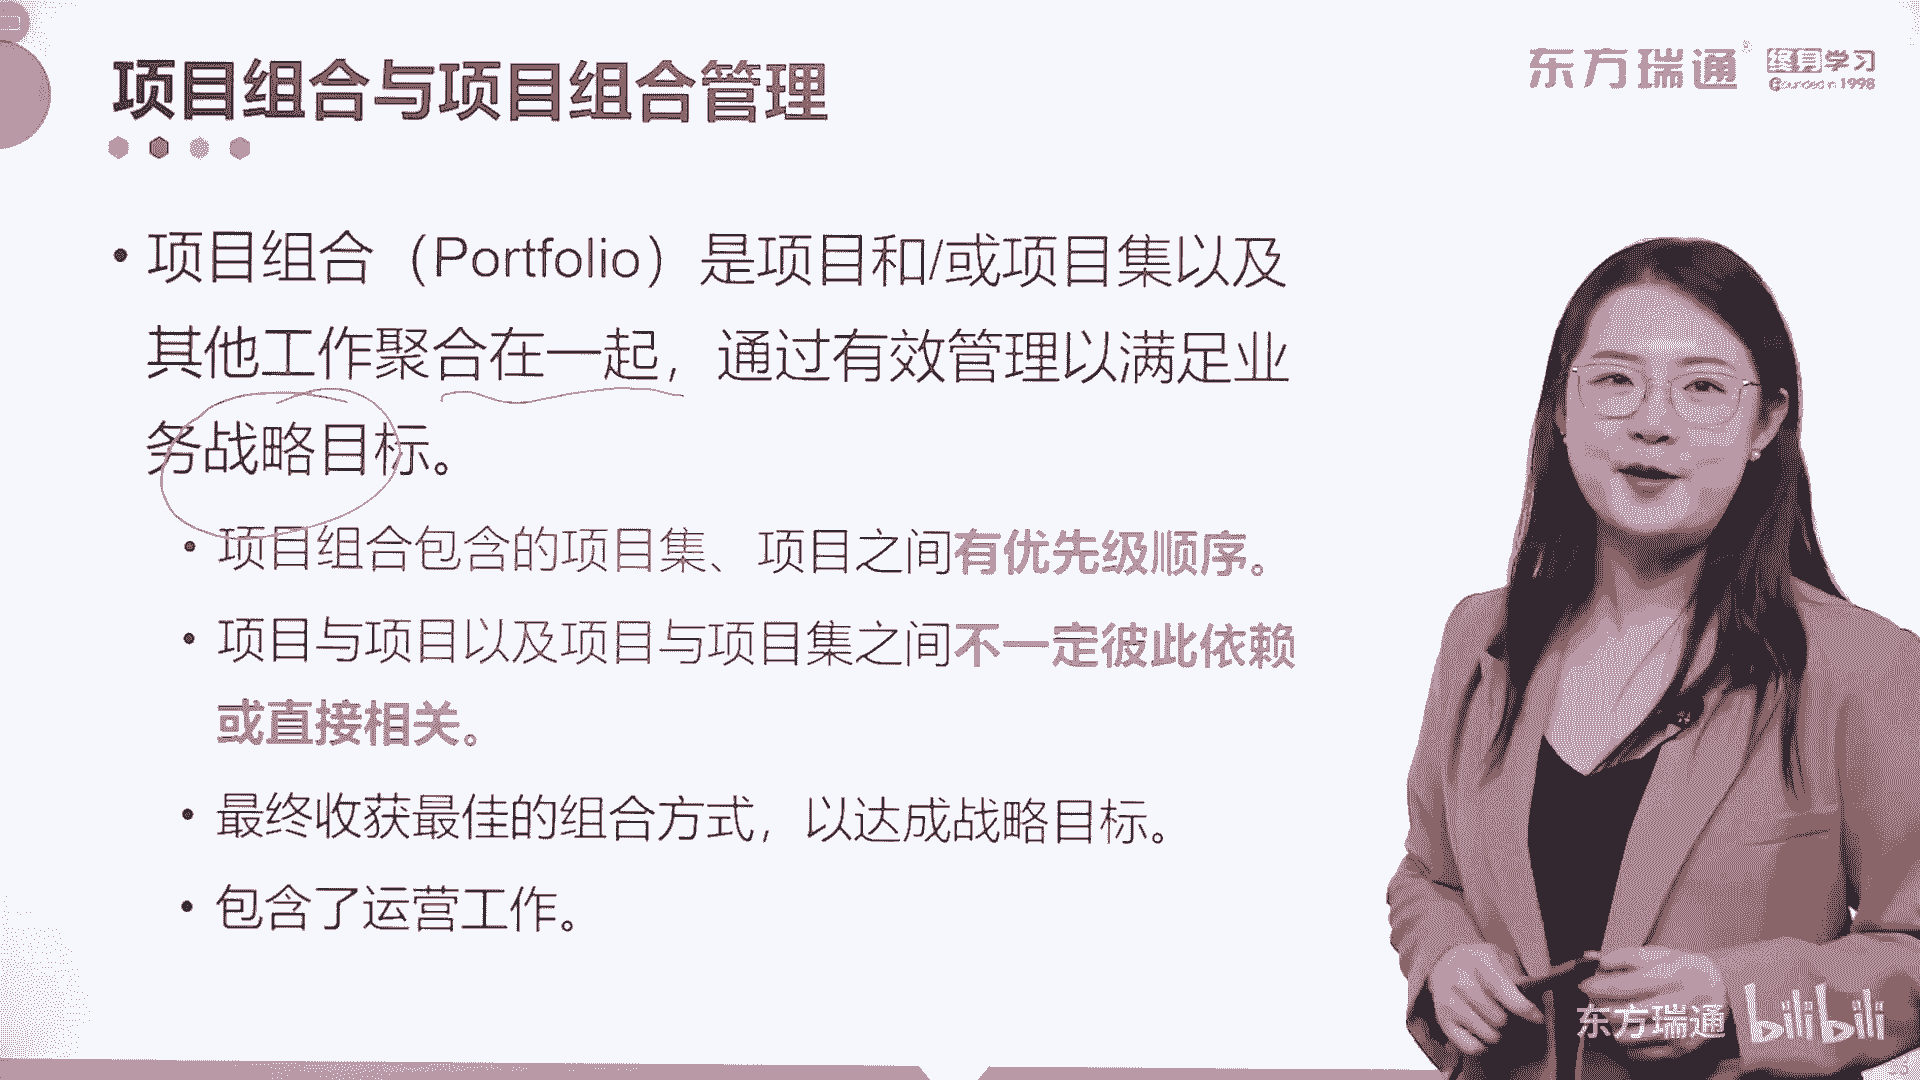 项目组合与项目组合管理
东方瑞通®
终身学习
Founded in 1998
• 项目组合（Portfolio）是项目和/或项目集以及
其他工作聚合在一起，通过有效管理以满足业
务战略目标。
• 项目组合包含的项目集、项目之间有优先级顺序。
• 项目与项目以及项目与项目集之间不一定彼此依赖
或直接相关。
• 最终收获最佳的组合方式，以达成战略目标。
• 包含了运营工作。
东方瑞通 bilibili